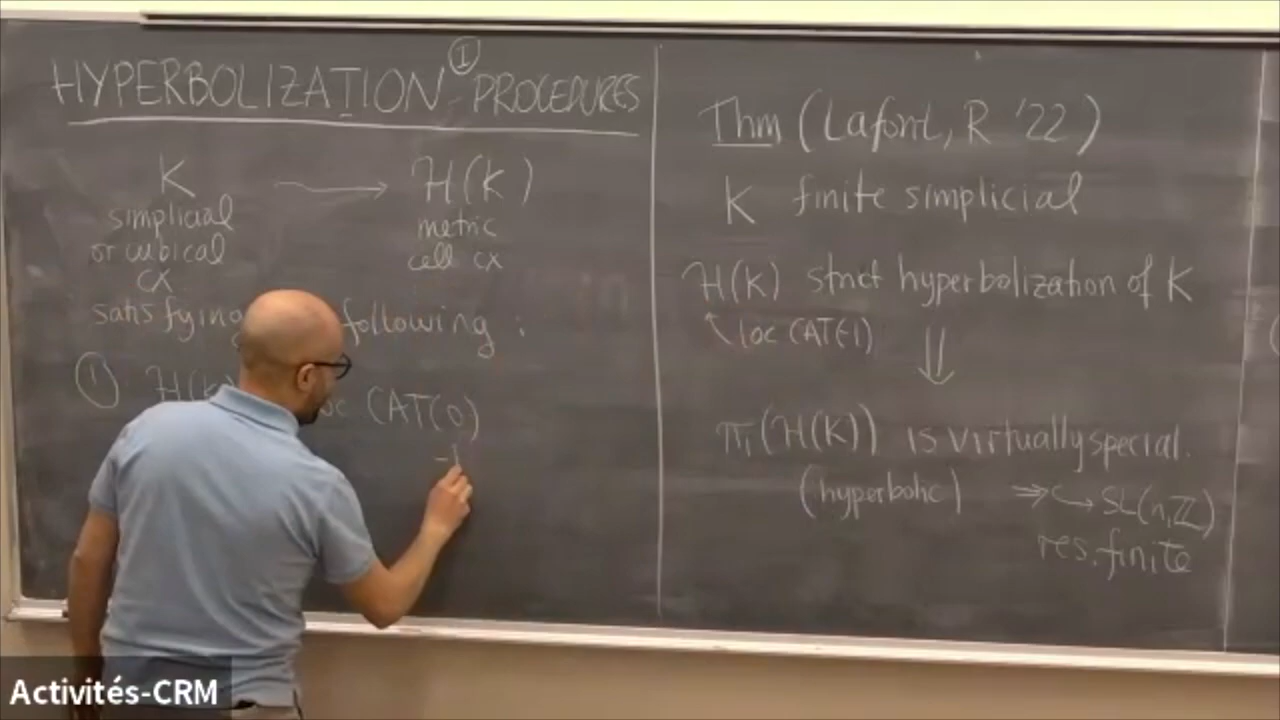 HYPERBOLIZATION Ⓘ PROCEDURES
K ⟶ H(K)
simplicial metric
or cubical cell cx
cx
satisfying following :
① H(K) CAT(0)
-1
Thm (Lafont, R '22)
K finite simplicial
H(K) strict hyperbolization of K
↖ loc CAT(-1)
⇓
π₁(H(K)) is virtually special.
(hyperbolic) ⇒ ↪ SL(n,ℤ)
res. finite
Activités-CRM